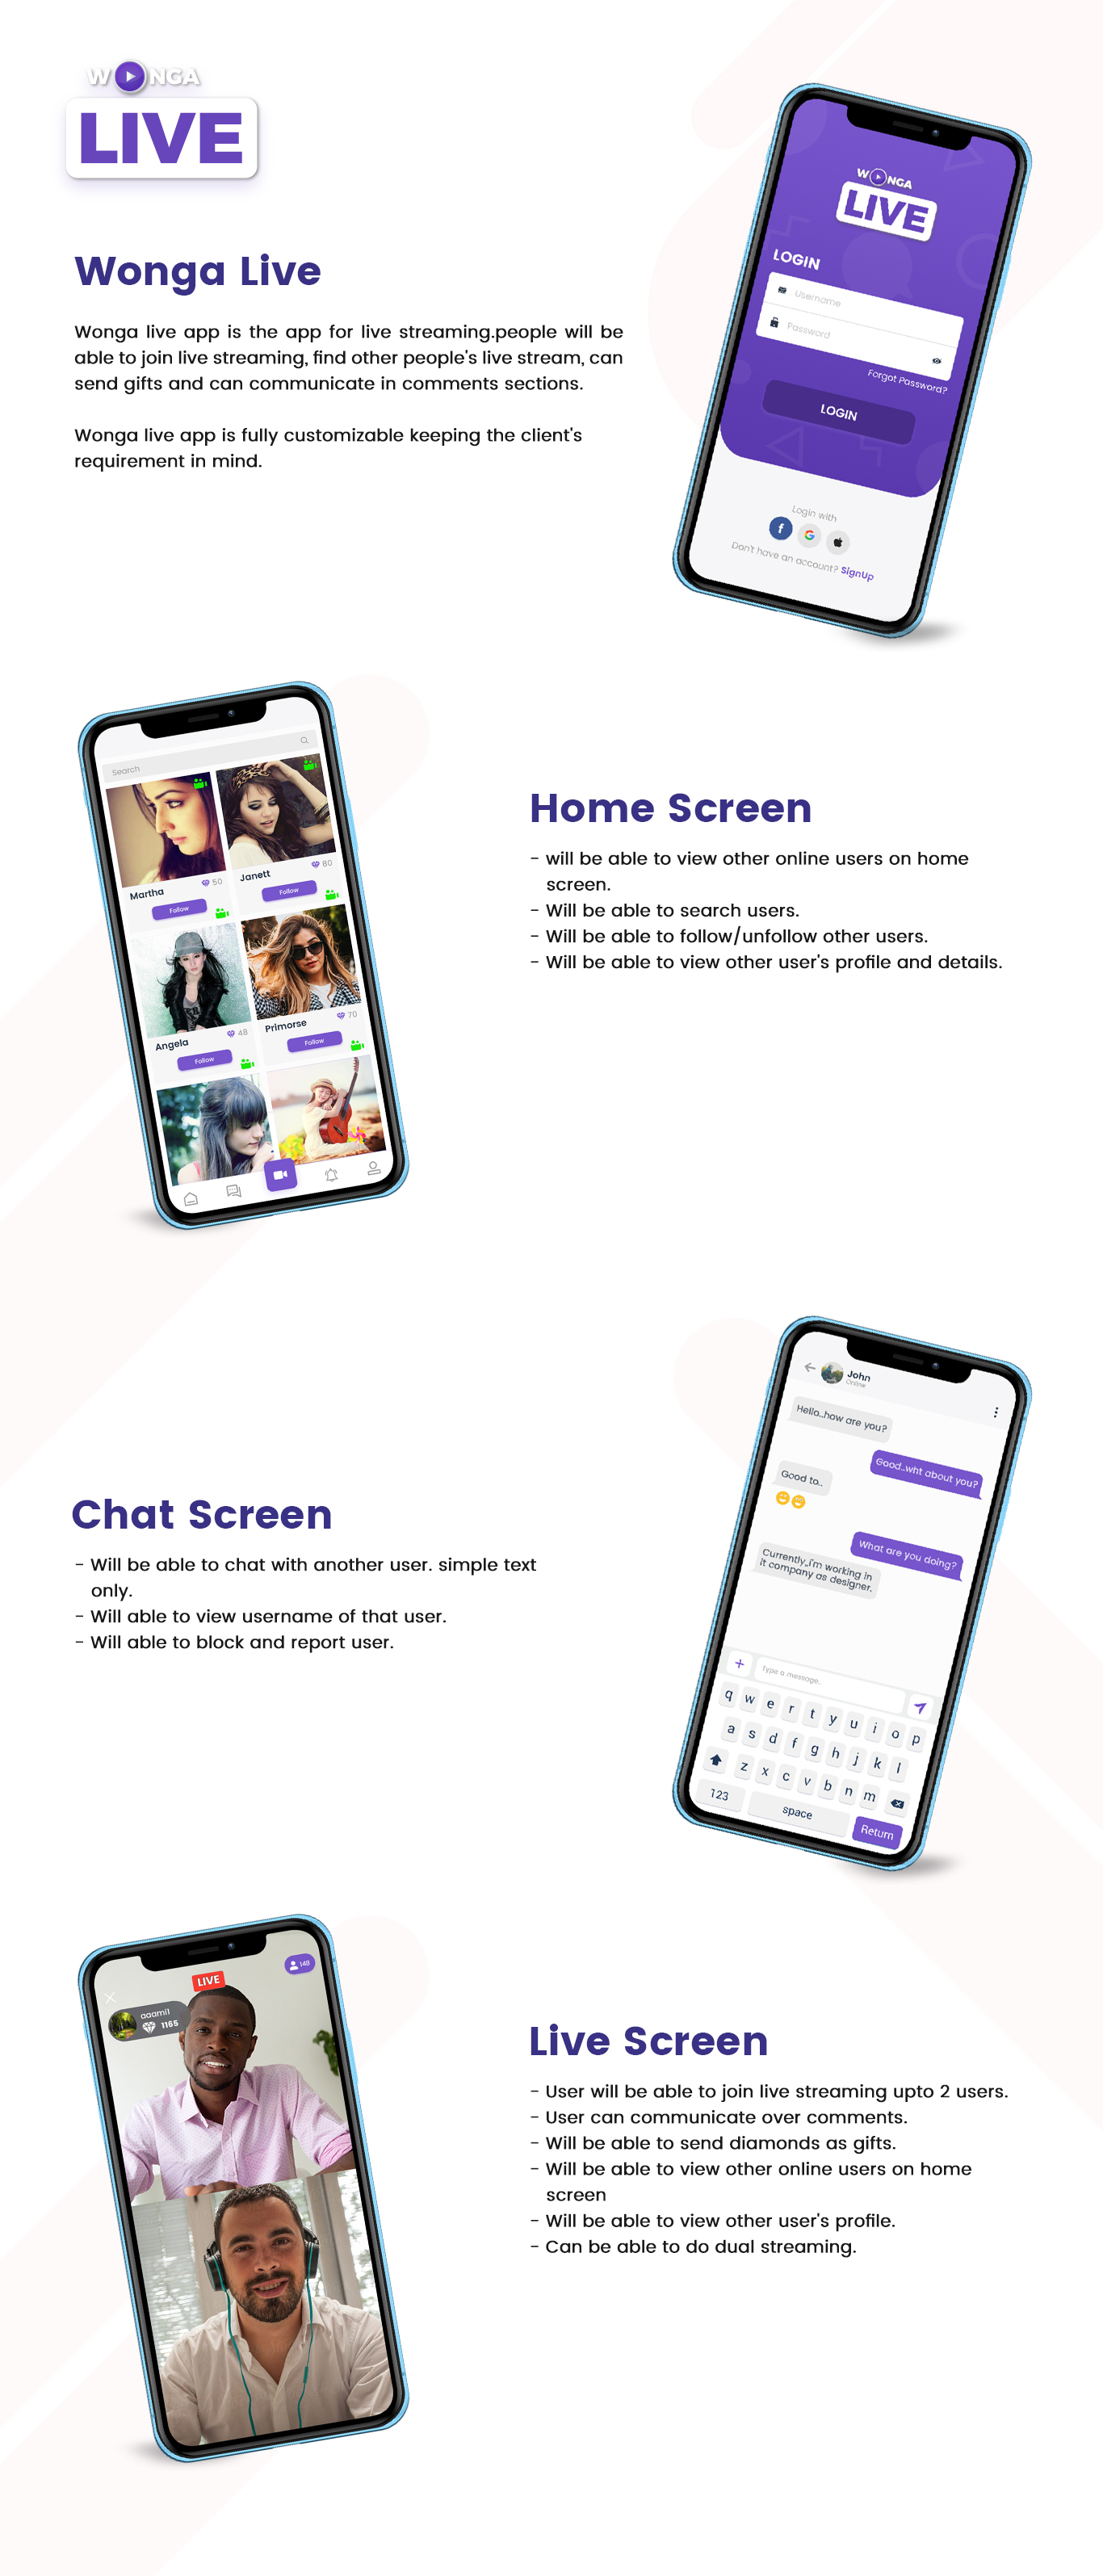 WONGA
LIVE
Wonga Live
Wonga live app is the app for live streaming.people will be
able to join live streaming, find other people's live stream, can
send gifts and can communicate in comments sections.
Wonga live app is fully customizable keeping the client's
requirement in mind.
WONGA
LIVE
LOGIN
Username
Password
Forgot Password?
LOGIN
Login with
f G
Don't have an account? SignUp
Search
Martha
50
Follow
Janett
80
Follow
Angela
48
Follow
Primorse
70
Follow
Home Screen
- will be able to view other online users on home
screen.
- Will be able to search users.
- Will be able to follow/unfollow other users.
- Will be able to view other user's profile and details.
Chat Screen
- Will be able to chat with another user. simple text
only.
- Will able to view username of that user.
- Will able to block and report user.
John
Online
Hello..how are you?
Good..wht about you?
Good to..
What are you doing?
Currently..i'm working in
it company as designer.
Type a message.
q w e r t y u i o p
a s d f g h j k l
z x c v b n m
123 space Return
LIVE
148
aaamil
1165
Live Screen
- User will be able to join live streaming upto 2 users.
- User can communicate over comments.
- Will be able to send diamonds as gifts.
- Will be able to view other online users on home
screen
- Will be able to view other user's profile.
- Can be able to do dual streaming.